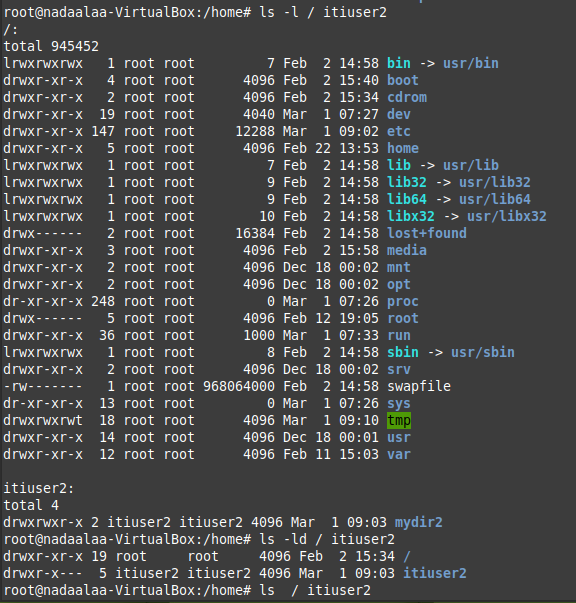 root@nadaalaa-VirtualBox:/home# ls -l / itiuser2
/:
total 945452
lrwxrwxrwx   1 root root         7 Feb  2 14:58 bin -> usr/bin
drwxr-xr-x   4 root root      4096 Feb  2 15:40 boot
drwxr-xr-x   2 root root      4096 Feb  2 15:34 cdrom
drwxr-xr-x  19 root root      4040 Mar  1 07:27 dev
drwxr-xr-x 147 root root     12288 Mar  1 09:02 etc
drwxr-xr-x   5 root root      4096 Feb 22 13:53 home
lrwxrwxrwx   1 root root         7 Feb  2 14:58 lib -> usr/lib
lrwxrwxrwx   1 root root         9 Feb  2 14:58 lib32 -> usr/lib32
lrwxrwxrwx   1 root root         9 Feb  2 14:58 lib64 -> usr/lib64
lrwxrwxrwx   1 root root        10 Feb  2 14:58 libx32 -> usr/libx32
drwx------   2 root root     16384 Feb  2 14:58 lost+found
drwxr-xr-x   3 root root      4096 Feb  2 15:58 media
drwxr-xr-x   2 root root      4096 Dec 18 00:02 mnt
drwxr-xr-x   2 root root      4096 Dec 18 00:02 opt
dr-xr-xr-x 248 root root         0 Mar  1 07:26 proc
drwx------   5 root root      4096 Feb 12 19:05 root
drwxr-xr-x  36 root root      1000 Mar  1 07:33 run
lrwxrwxrwx   1 root root         8 Feb  2 14:58 sbin -> usr/sbin
drwxr-xr-x   2 root root      4096 Dec 18 00:02 srv
-rw-------   1 root root 968064000 Feb  2 14:58 swapfile
dr-xr-xr-x  13 root root         0 Mar  1 07:26 sys
drwxrwxrwt  18 root root      4096 Mar  1 09:10 tmp
drwxr-xr-x  14 root root      4096 Dec 18 00:01 usr
drwxr-xr-x  12 root root      4096 Feb 11 15:03 var
itiuser2:
total 4
drwxrwxr-x 2 itiuser2 itiuser2 4096 Mar  1 09:03 mydir2
root@nadaalaa-VirtualBox:/home# ls -ld / itiuser2
drwxr-xr-x 19 root     root     4096 Feb  2 15:34 /
drwxr-x---  5 itiuser2 itiuser2 4096 Mar  1 09:03 itiuser2
root@nadaalaa-VirtualBox:/home# ls  / itiuser2